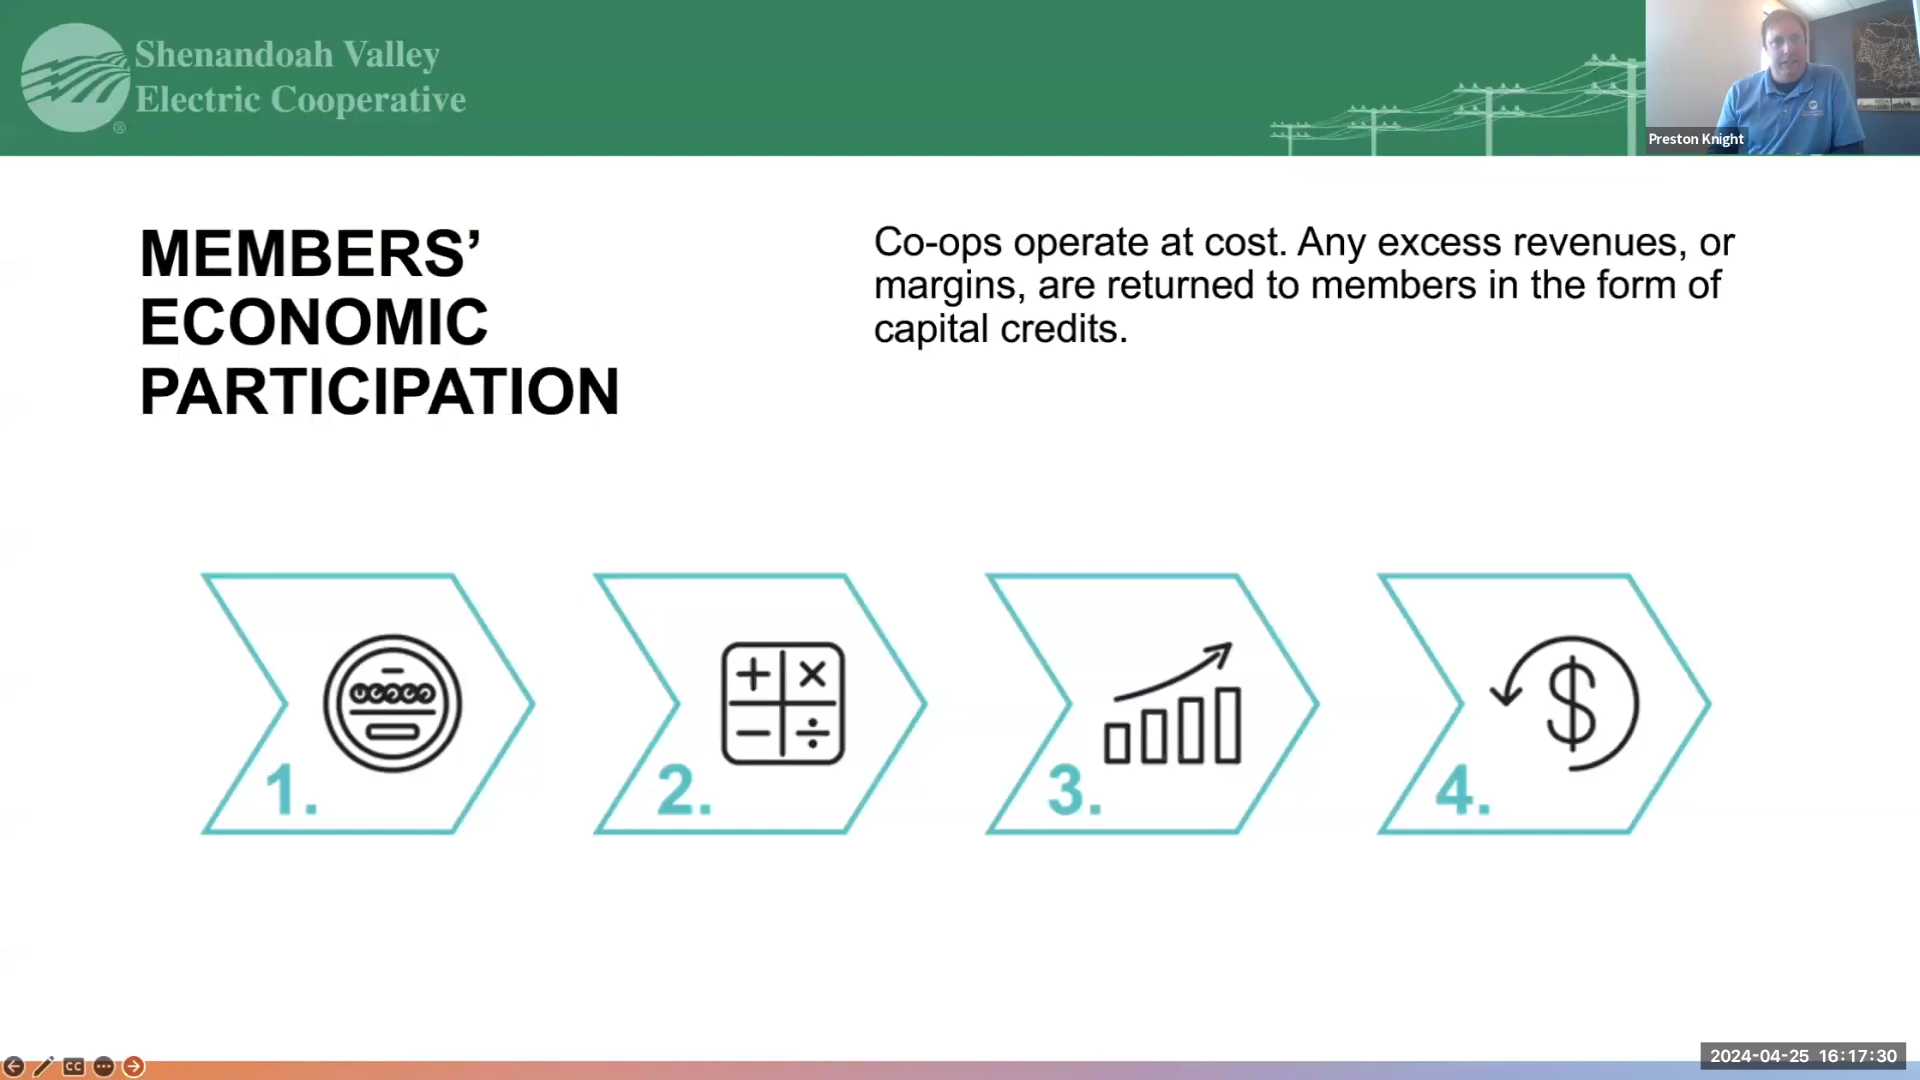 Shenandoah Valley
Electric Cooperative
®
Preston Knight
MEMBERS’
ECONOMIC
PARTICIPATION
Co-ops operate at cost. Any excess revenues, or
margins, are returned to members in the form of
capital credits.
1.
2.
3.
4.
CC
2024-04-25 16:17:30